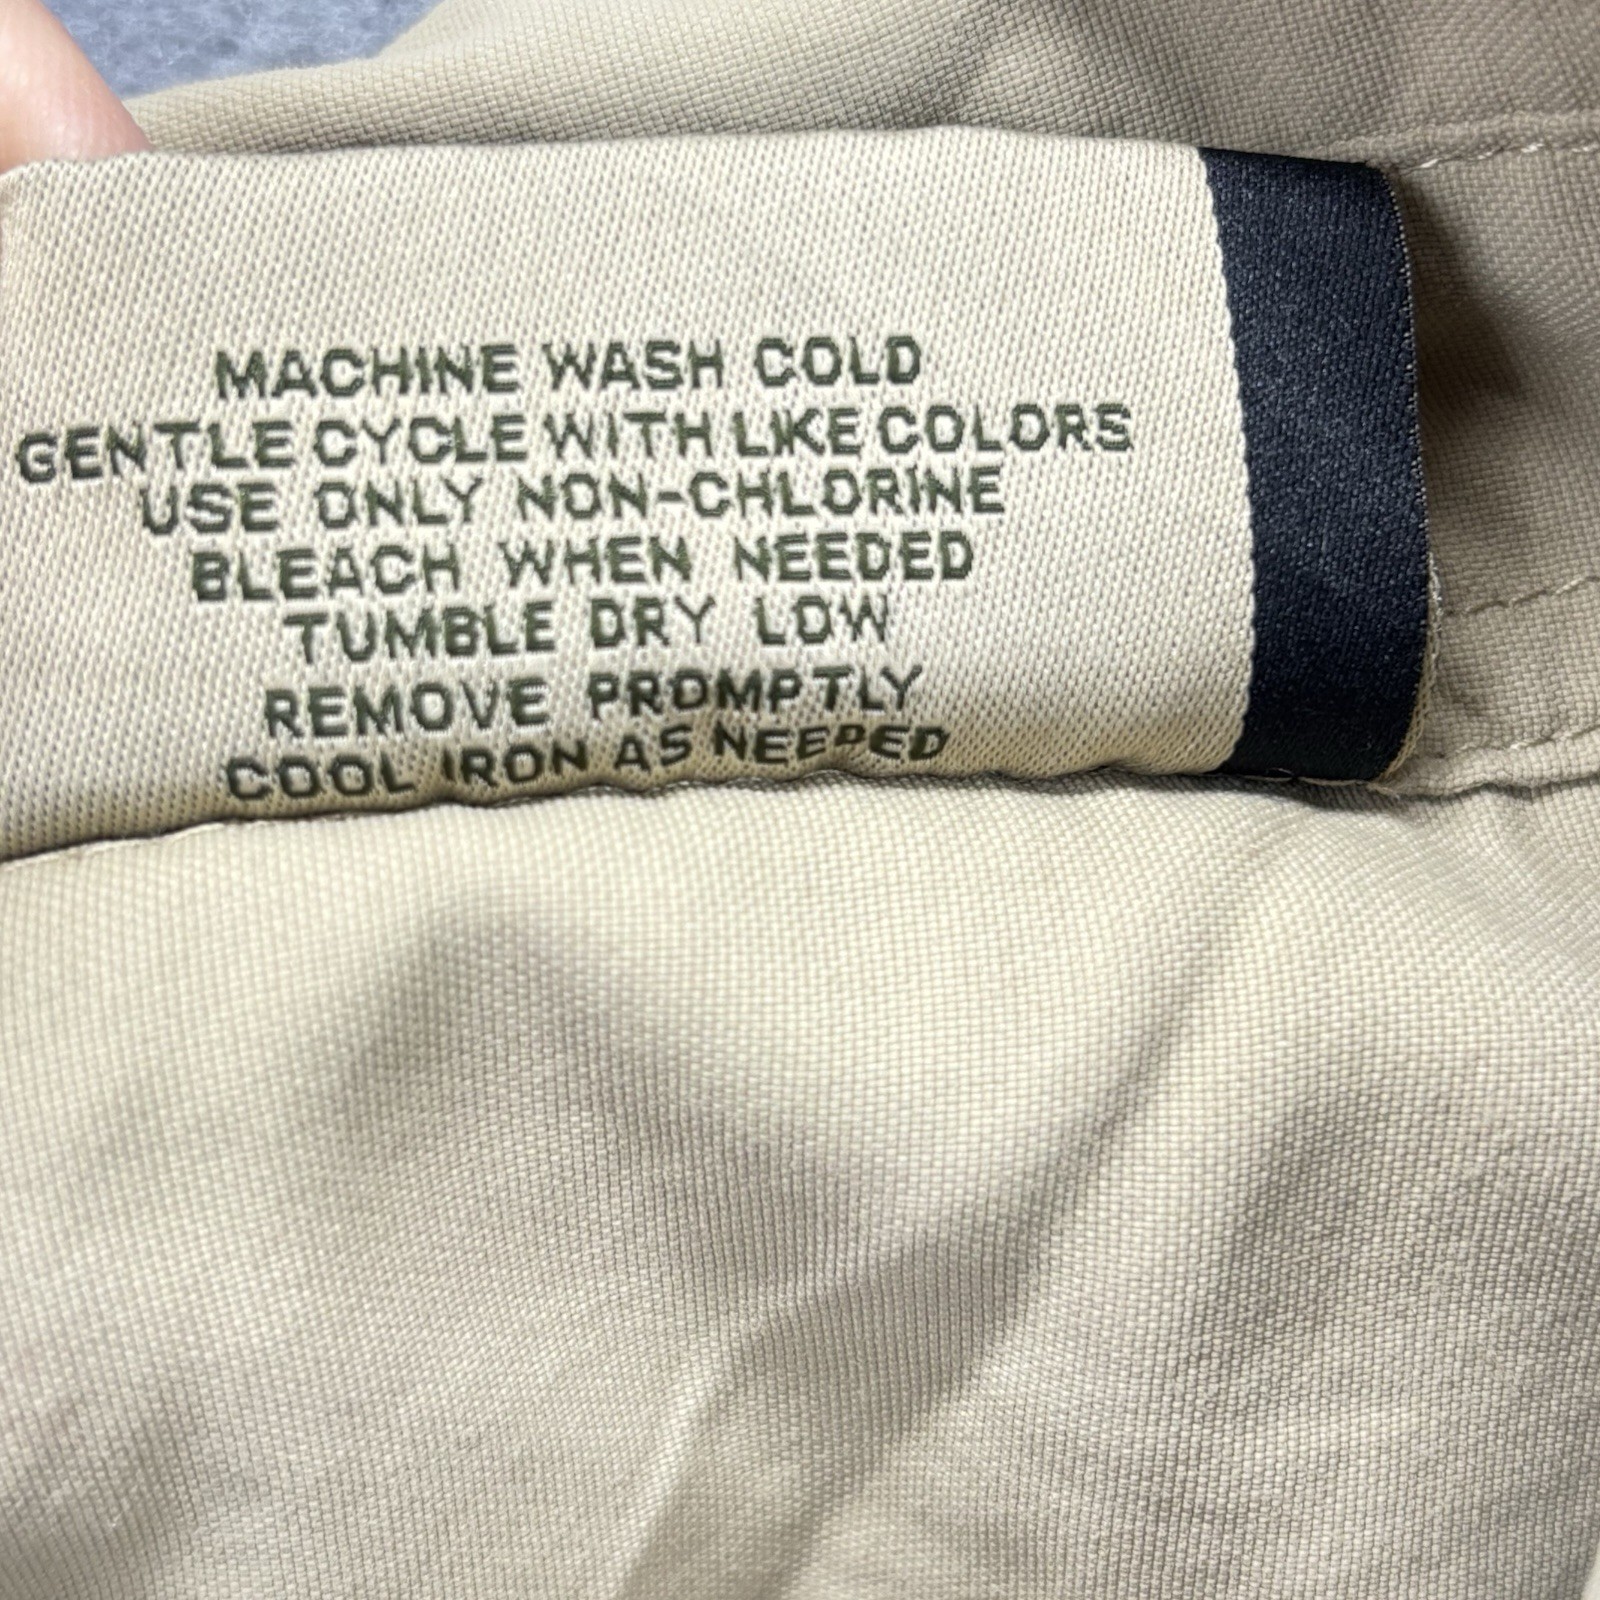 MACHINE WASH COLD
GENTLE CYCLE WITH LIKE COLORS
USE ONLY NON-CHLORINE
BLEACH WHEN NEEDED
TUMBLE DRY LOW
REMOVE PROMPTLY
COOL IRON AS NEEDED